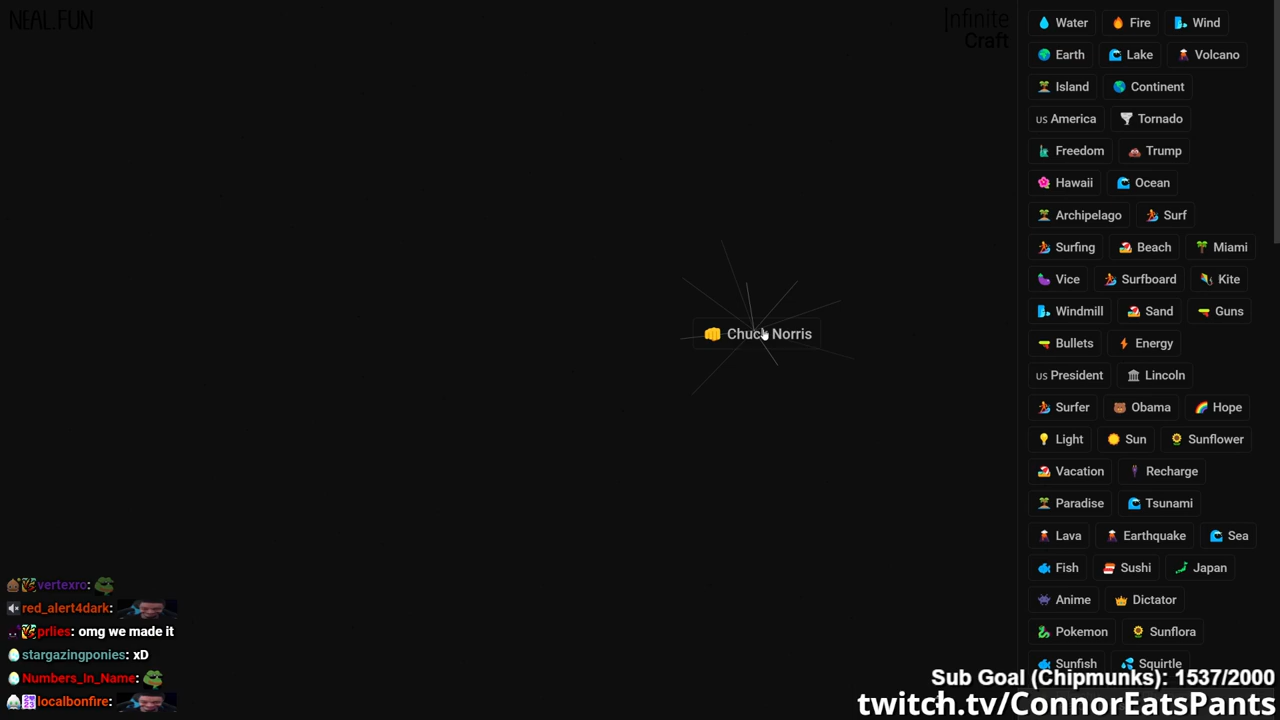 NEAL.FUN
Infinite
Craft
Water Fire Wind
Earth Lake Volcano
Island Continent
US America Tornado
Freedom Trump
Hawaii Ocean
Archipelago Surf
Surfing Beach Miami
Vice Surfboard Kite
Windmill Sand Guns
Chuck Norris
Bullets Energy
US President Lincoln
Surfer Obama Hope
Light Sun Sunflower
Vacation Recharge
Paradise Tsunami
Lava Earthquake Sea
Fish Sushi Japan
Anime Dictator
Pokemon Sunflora
Sunfish Squirtle
vertexro:
red_alert4dark:
prlies: omg we made it
stargazingponies: xD
Numbers_In_Name:
localbonfire:
Sub Goal (Chipmunks): 1537/2000
twitch.tv/ConnorEatsPants